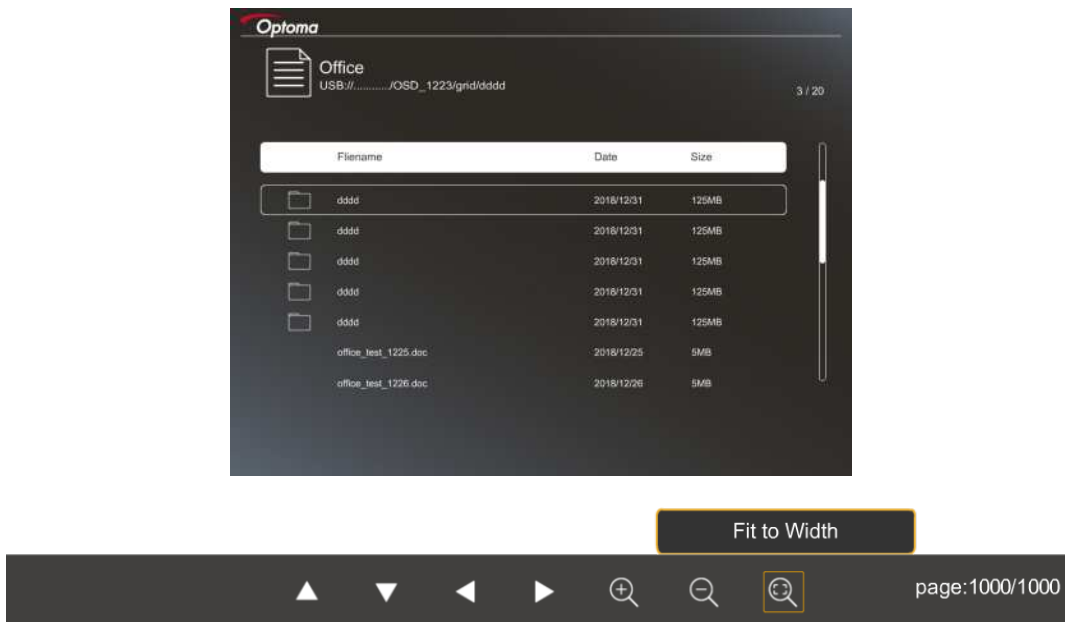 Optoma
Office
USB://.........../OSD_1223/grid/dddd
3 / 20
Fliename Date Size
dddd 2018/12/31 125MB
dddd 2018/12/31 125MB
dddd 2018/12/31 125MB
dddd 2018/12/31 125MB
dddd 2018/12/31 125MB
office_test_1225.doc 2018/12/25 5MB
office_test_1226.doc 2018/12/26 5MB
Fit to Width
page:1000/1000